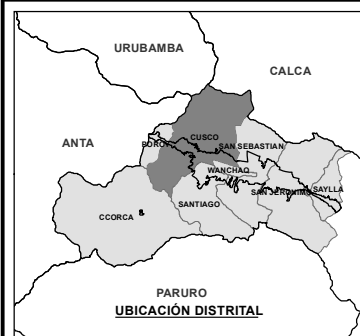 URUBAMBA
CALCA
ANTA
POROY
CUSCO
SAN SEBASTIAN
WANCHAQ
SAN JERONIMO
SAYLLA
SANTIAGO
CCORCA
PARURO
UBICACIÓN DISTRITAL